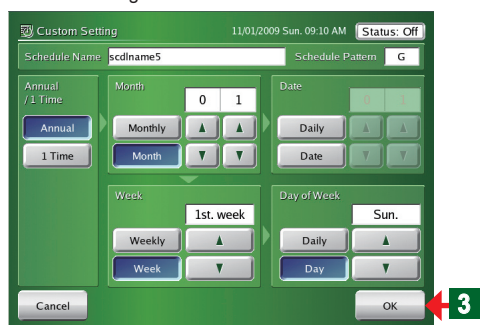 Custom Setting 11/01/2009 Sun. 09:10 AM Status: Off
Schedule Name scdlname5 Schedule Pattern G
Annual
/ 1 Time
Annual
1 Time
Month
0 1
Monthly
Month
Date
0 1
Daily
Date
Week
1st. week
Weekly
Week
Day of Week
Sun.
Daily
Day
Cancel OK 3